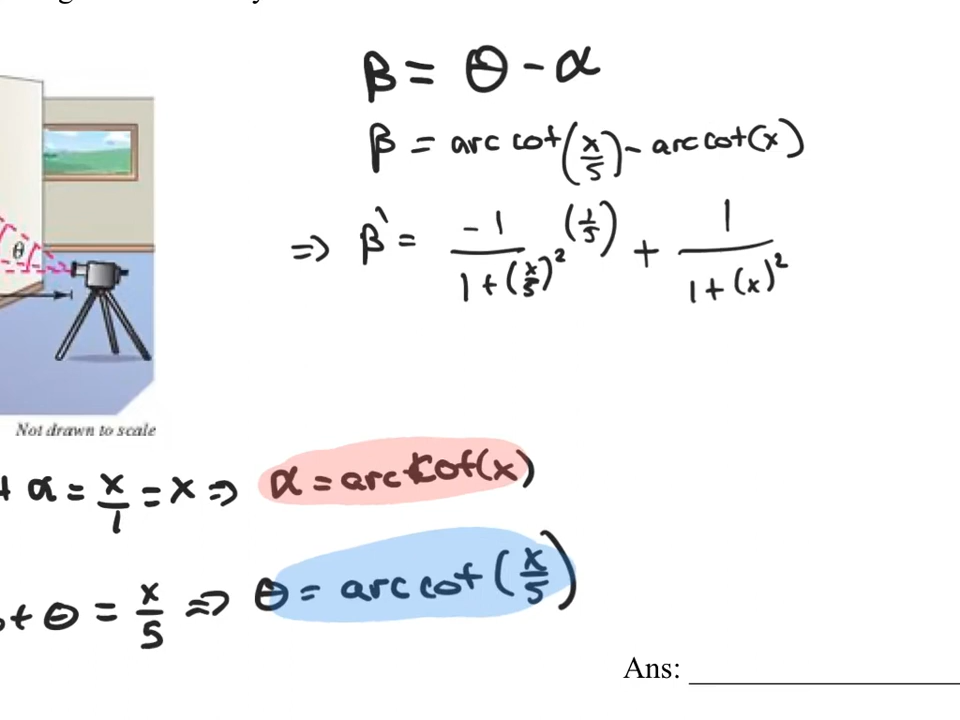 β = θ - α
β = arc cot(x/5) - arc cot(x)
=> β' = -1/(1+(x/5)²) (1/5) + 1/(1+(x)²)
θ
Not drawn to scale
α = x/1 = x => α = arc cot(x)
θ = x/5 => θ = arc cot(x/5)
Ans: